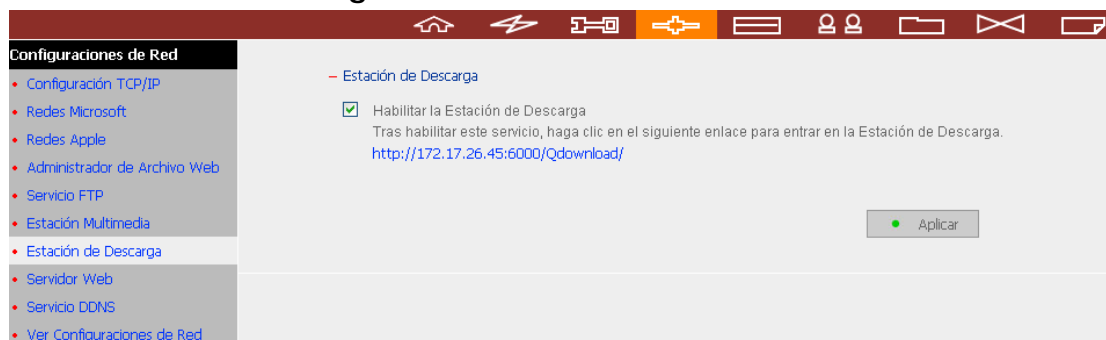 Configuraciones de Red
Configuración TCP/IP
Redes Microsoft
Redes Apple
Administrador de Archivo Web
Servicio FTP
Estación Multimedia
Estación de Descarga
Servidor Web
Servicio DDNS
Ver Configuraciones de Red
– Estación de Descarga
Habilitar la Estación de Descarga
Tras habilitar este servicio, haga clic en el siguiente enlace para entrar en la Estación de Descarga.
http://172.17.26.45:6000/Qdownload/
Aplicar